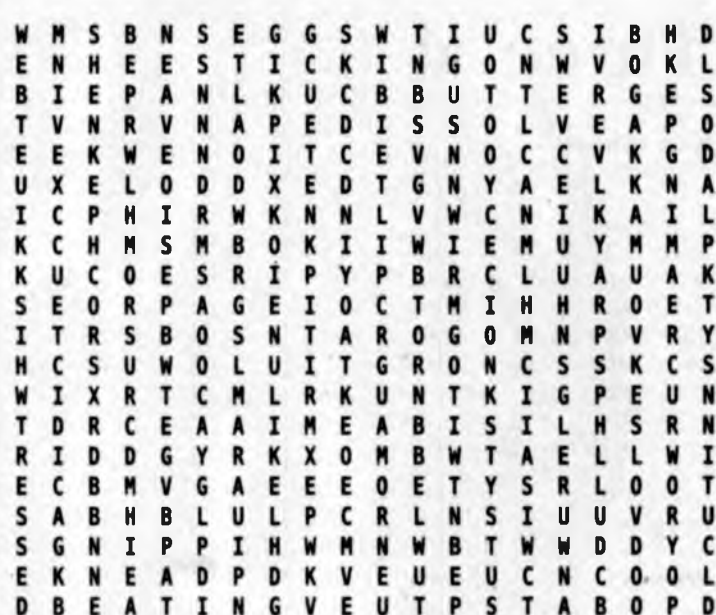 W M S B N S E G G S W T I U C S I B H D
E N H E E S T I C K I N G O N W V O K L
B I E P A N L K U C B B U T T E R G E S
T V N R V N A P E D I S S O L V E A P O
E E K W E N O I T C E V N O C C V K G D
U X E L O D D X E D T G N Y A E L K N A
I C P H I R W K N N L V W C N I K A I L
K C H M S M B O K I I W I E M U Y M M P
K U C O E S R I P Y P B R C L U A U A K
S E O R P A G E I O C T M I H H R O E T
I T R S B O S N T A R O G O M N P V R Y
H C S U W O L U I T G R O N C S S K C S
W I X R T C M L R K U N T K I G P E U N
T D R C E A A I M E A B I S I L H S R N
R I D D G Y R K X O M B W T A E L L W I
E C B M V G A E E E O E T Y S R L O O T
S A B H B L U L P C R L N S I U U V R U
S G N I P P I H W M N W B T W W D D Y C
E K N E A D P D K V E U E U C N C O O L
D B E A T I N G V E U T P S T A B O P D